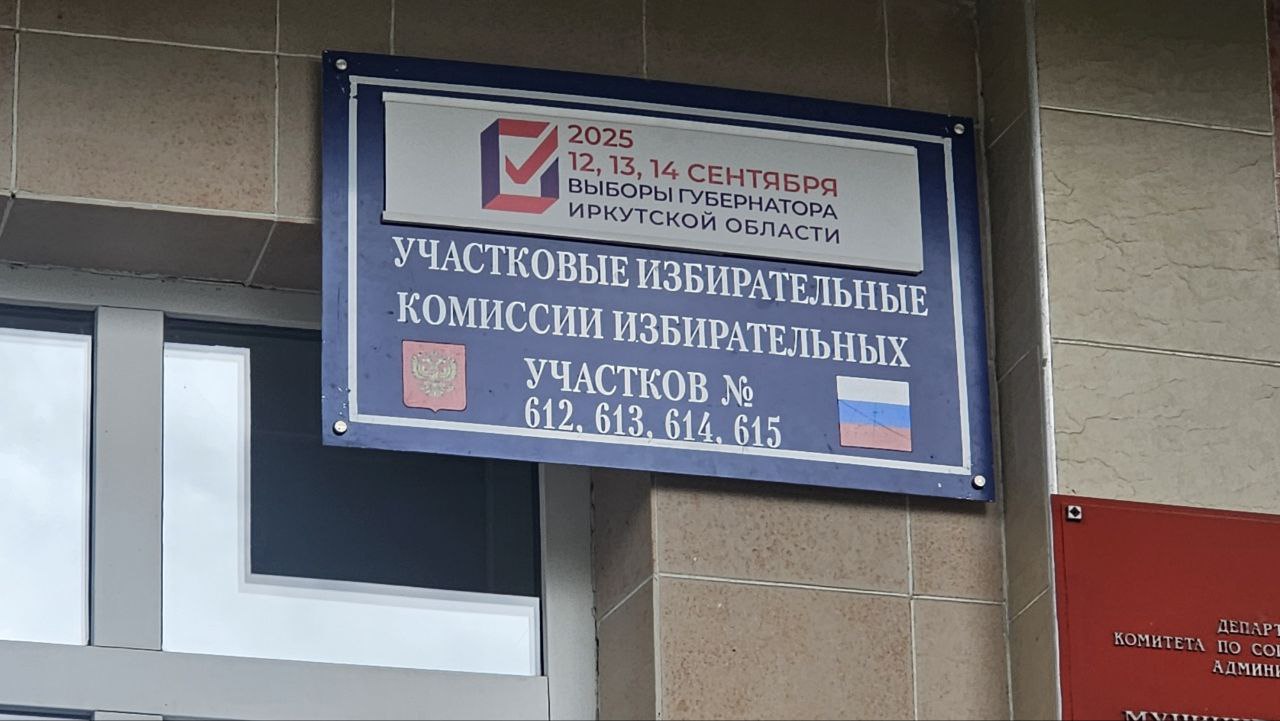 2025
12, 13, 14 СЕНТЯБРЯ
ВЫБОРЫ ГУБЕРНАТОРА
ИРКУТСКОЙ ОБЛАСТИ
УЧАСТКОВЫЕ ИЗБИРАТЕЛЬНЫЕ
КОМИССИИ ИЗБИРАТЕЛЬНЫХ
УЧАСТКОВ №
612, 613, 614, 615
КОМИТЕТА ПО